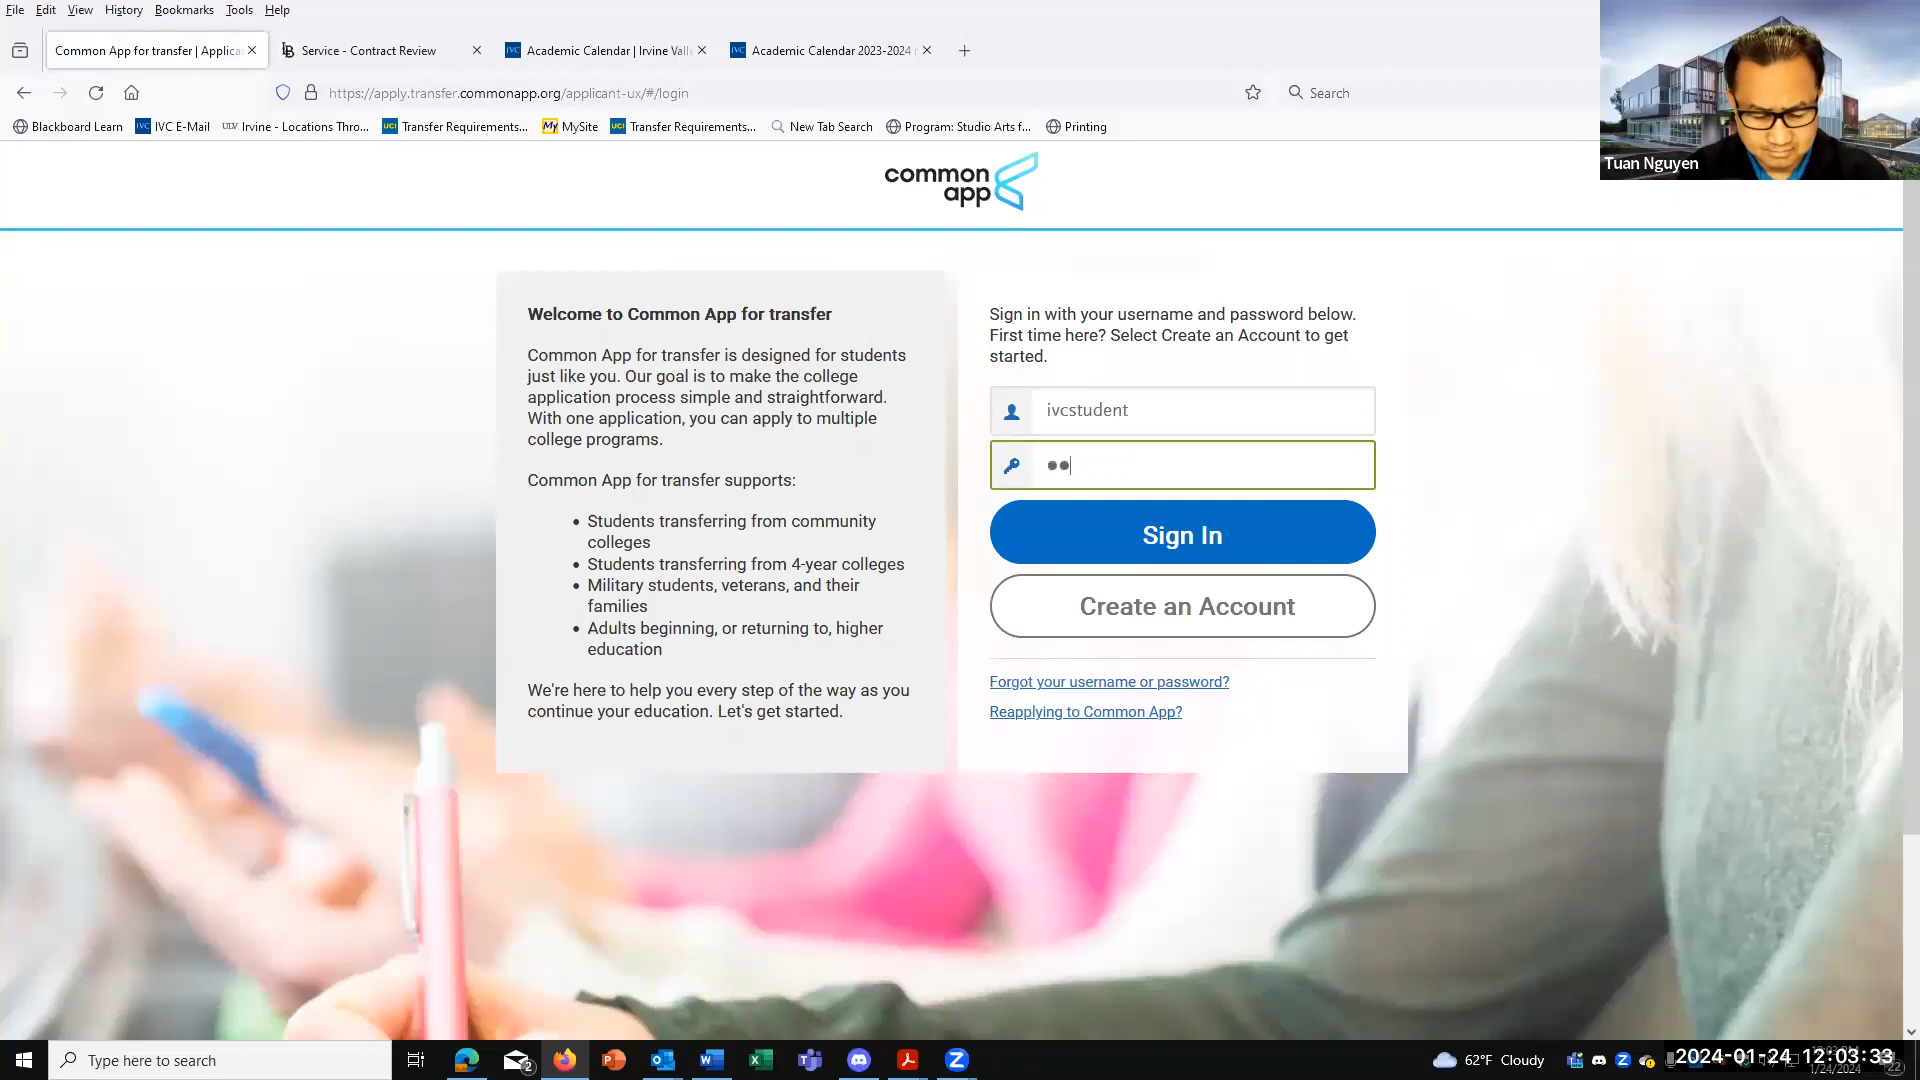 File Edit View History Bookmarks Tools Help
Common App for transfer | Applica
Service - Contract Review
Academic Calendar | Irvine Valle
Academic Calendar 2023-2024
https://apply.transfer.commonapp.org/applicant-ux/#/login
Search
Blackboard Learn
IVC E-Mail
Irvine - Locations Thro...
Transfer Requirements...
MySite
Transfer Requirements...
New Tab Search
Program: Studio Arts f...
Printing
Tuan Nguyen
common
app
Welcome to Common App for transfer
Common App for transfer is designed for students
just like you. Our goal is to make the college
application process simple and straightforward.
With one application, you can apply to multiple
college programs.
Common App for transfer supports:
• Students transferring from community
colleges
• Students transferring from 4-year colleges
• Military students, veterans, and their
families
• Adults beginning, or returning to, higher
education
We're here to help you every step of the way as you
continue your education. Let's get started.
Sign in with your username and password below.
First time here? Select Create an Account to get
started.
ivcstudent
Sign In
Create an Account
Forgot your username or password?
Reapplying to Common App?
Type here to search
62°F Cloudy
2024-01-24 12:03:33
1/24/2024